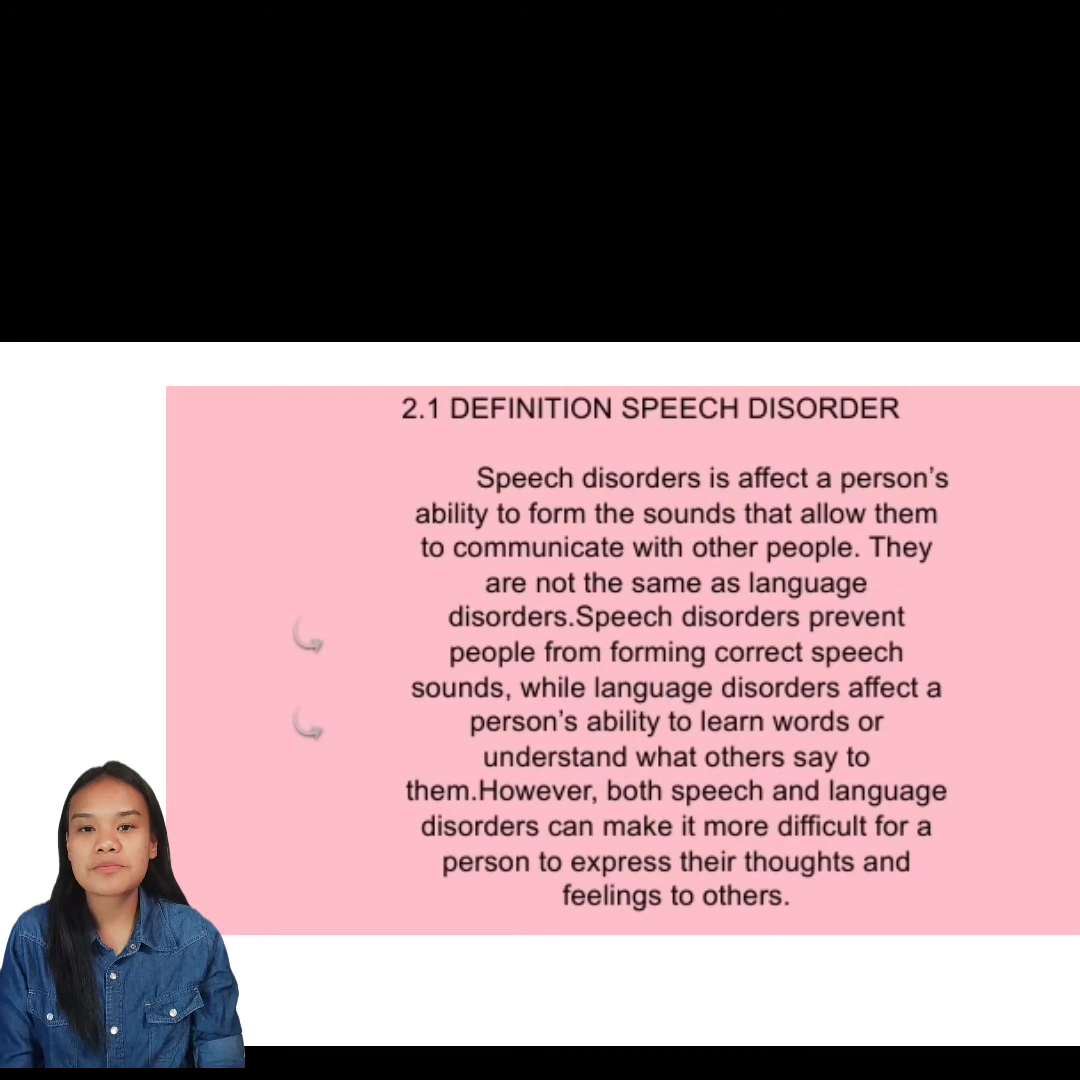 2.1 DEFINITION SPEECH DISORDER
Speech disorders is affect a person’s
ability to form the sounds that allow them
to communicate with other people. They
are not the same as language
disorders.Speech disorders prevent
people from forming correct speech
sounds, while language disorders affect a
person’s ability to learn words or
understand what others say to
them.However, both speech and language
disorders can make it more difficult for a
person to express their thoughts and
feelings to others.